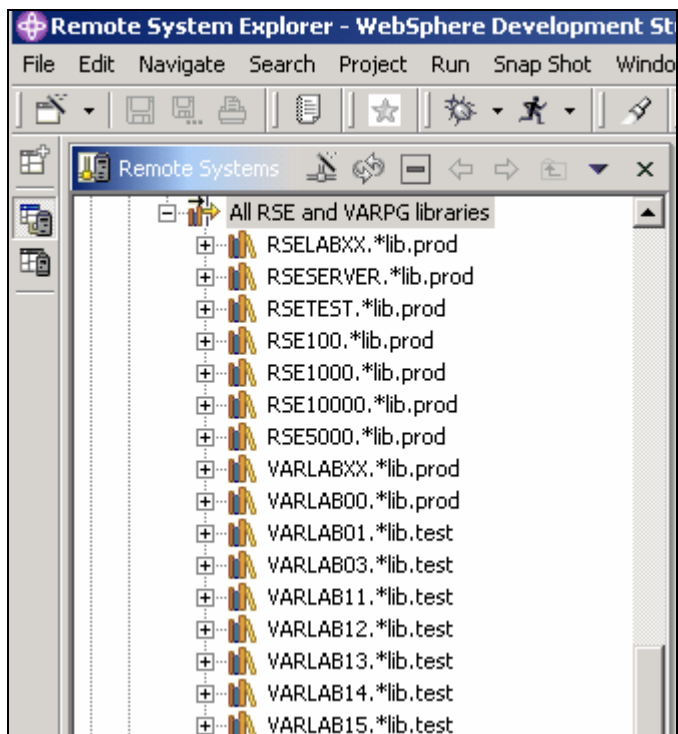 Remote System Explorer - WebSphere Development St
File Edit Navigate Search Project Run Snap Shot Windo
Remote Systems
All RSE and VARPG libraries
RSELABXX.*lib.prod
RSESERVER.*lib.prod
RSETEST.*lib.prod
RSE100.*lib.prod
RSE1000.*lib.prod
RSE10000.*lib.prod
RSE5000.*lib.prod
VARLABXX.*lib.prod
VARLAB00.*lib.prod
VARLAB01.*lib.test
VARLAB03.*lib.test
VARLAB11.*lib.test
VARLAB12.*lib.test
VARLAB13.*lib.test
VARLAB14.*lib.test
VARLAB15.*lib.test